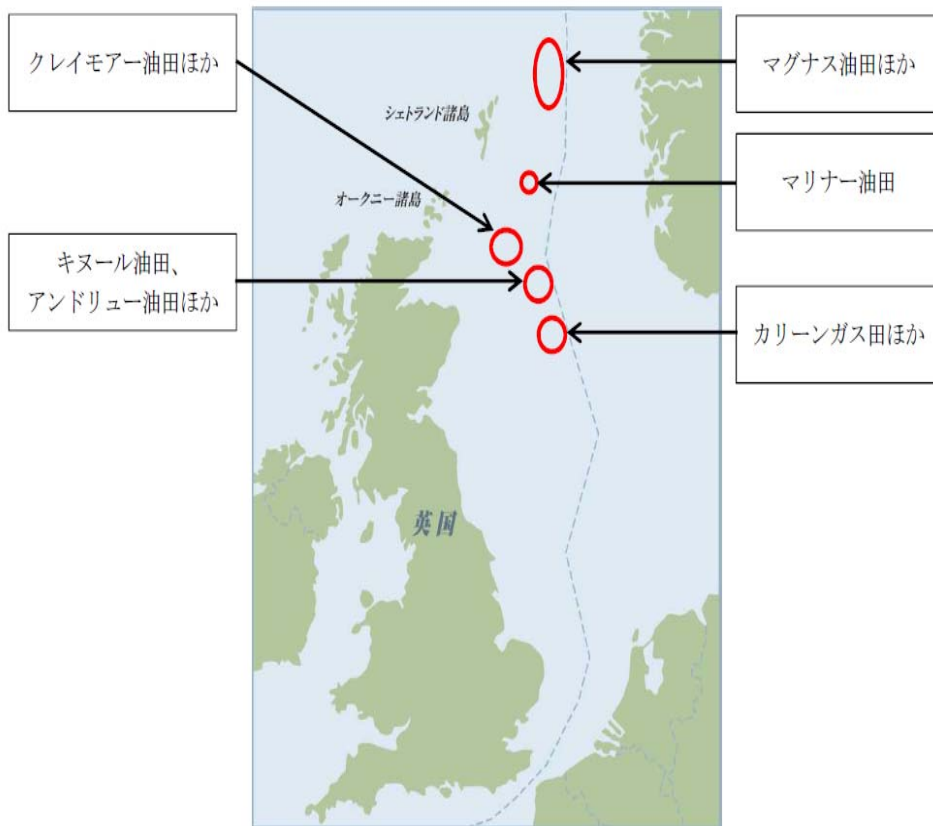 クレイモアー油田ほか
マグナス油田ほか
シェトランド諸島
マリナー油田
オークニー諸島
キヌール油田、
アンドリュー油田ほか
カリーンガス田ほか
英国